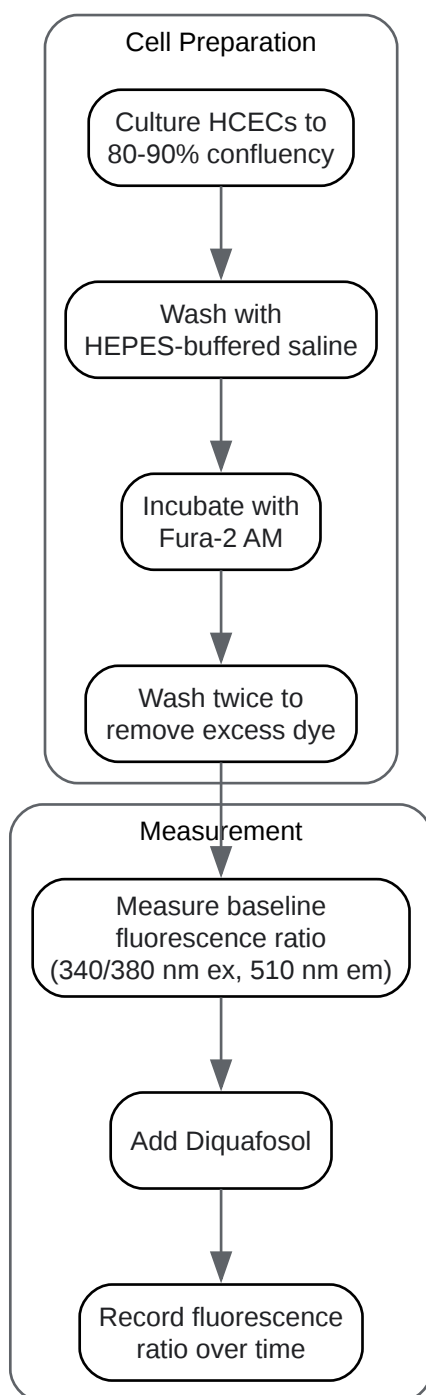 Cell Preparation
Culture HCECs to
80-90% confluency
Wash with
HEPES-buffered saline
Incubate with
Fura-2 AM
Wash twice to
remove excess dye
Measurement
Measure baseline
fluorescence ratio
(340/380 nm ex, 510 nm em)
Add Diquafosol
Record fluorescence
ratio over time